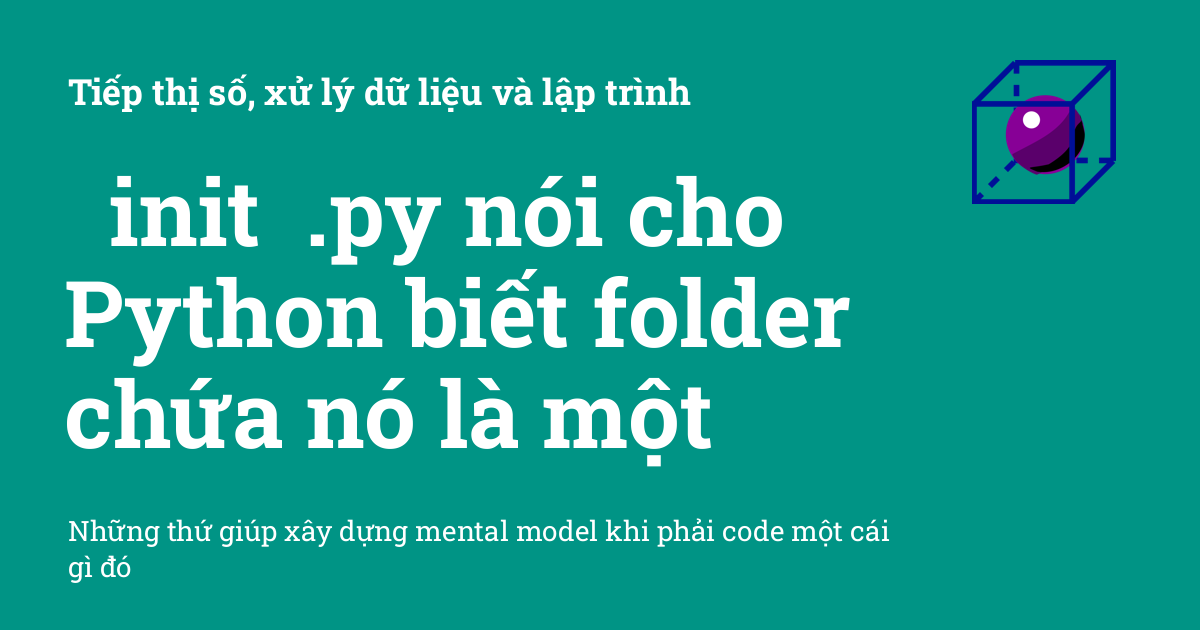 Tiếp thị số, xử lý dữ liệu và lập trình
init .py nói cho
Python biết folder
chứa nó là một
Những thứ giúp xây dựng mental model khi phải code một cái
gì đó